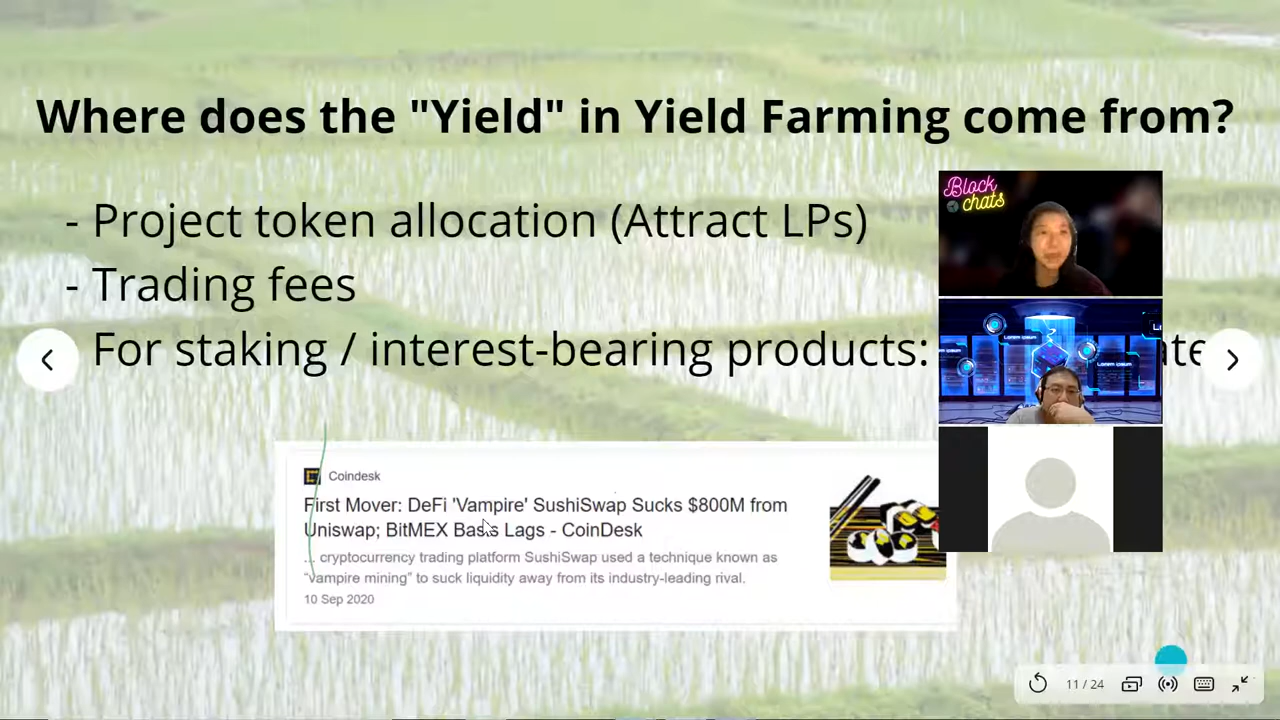 Where does the "Yield" in Yield Farming come from?
- Project token allocation (Attract LPs)
- Trading fees
For staking / interest-bearing products:
Block
chats
Coindesk
First Mover: DeFi 'Vampire' SushiSwap Sucks $800M from
Uniswap; BitMEX Basis Lags - CoinDesk
... cryptocurrency trading platform SushiSwap used a technique known as
"vampire mining" to suck liquidity away from its industry-leading rival.
10 Sep 2020
11 / 24